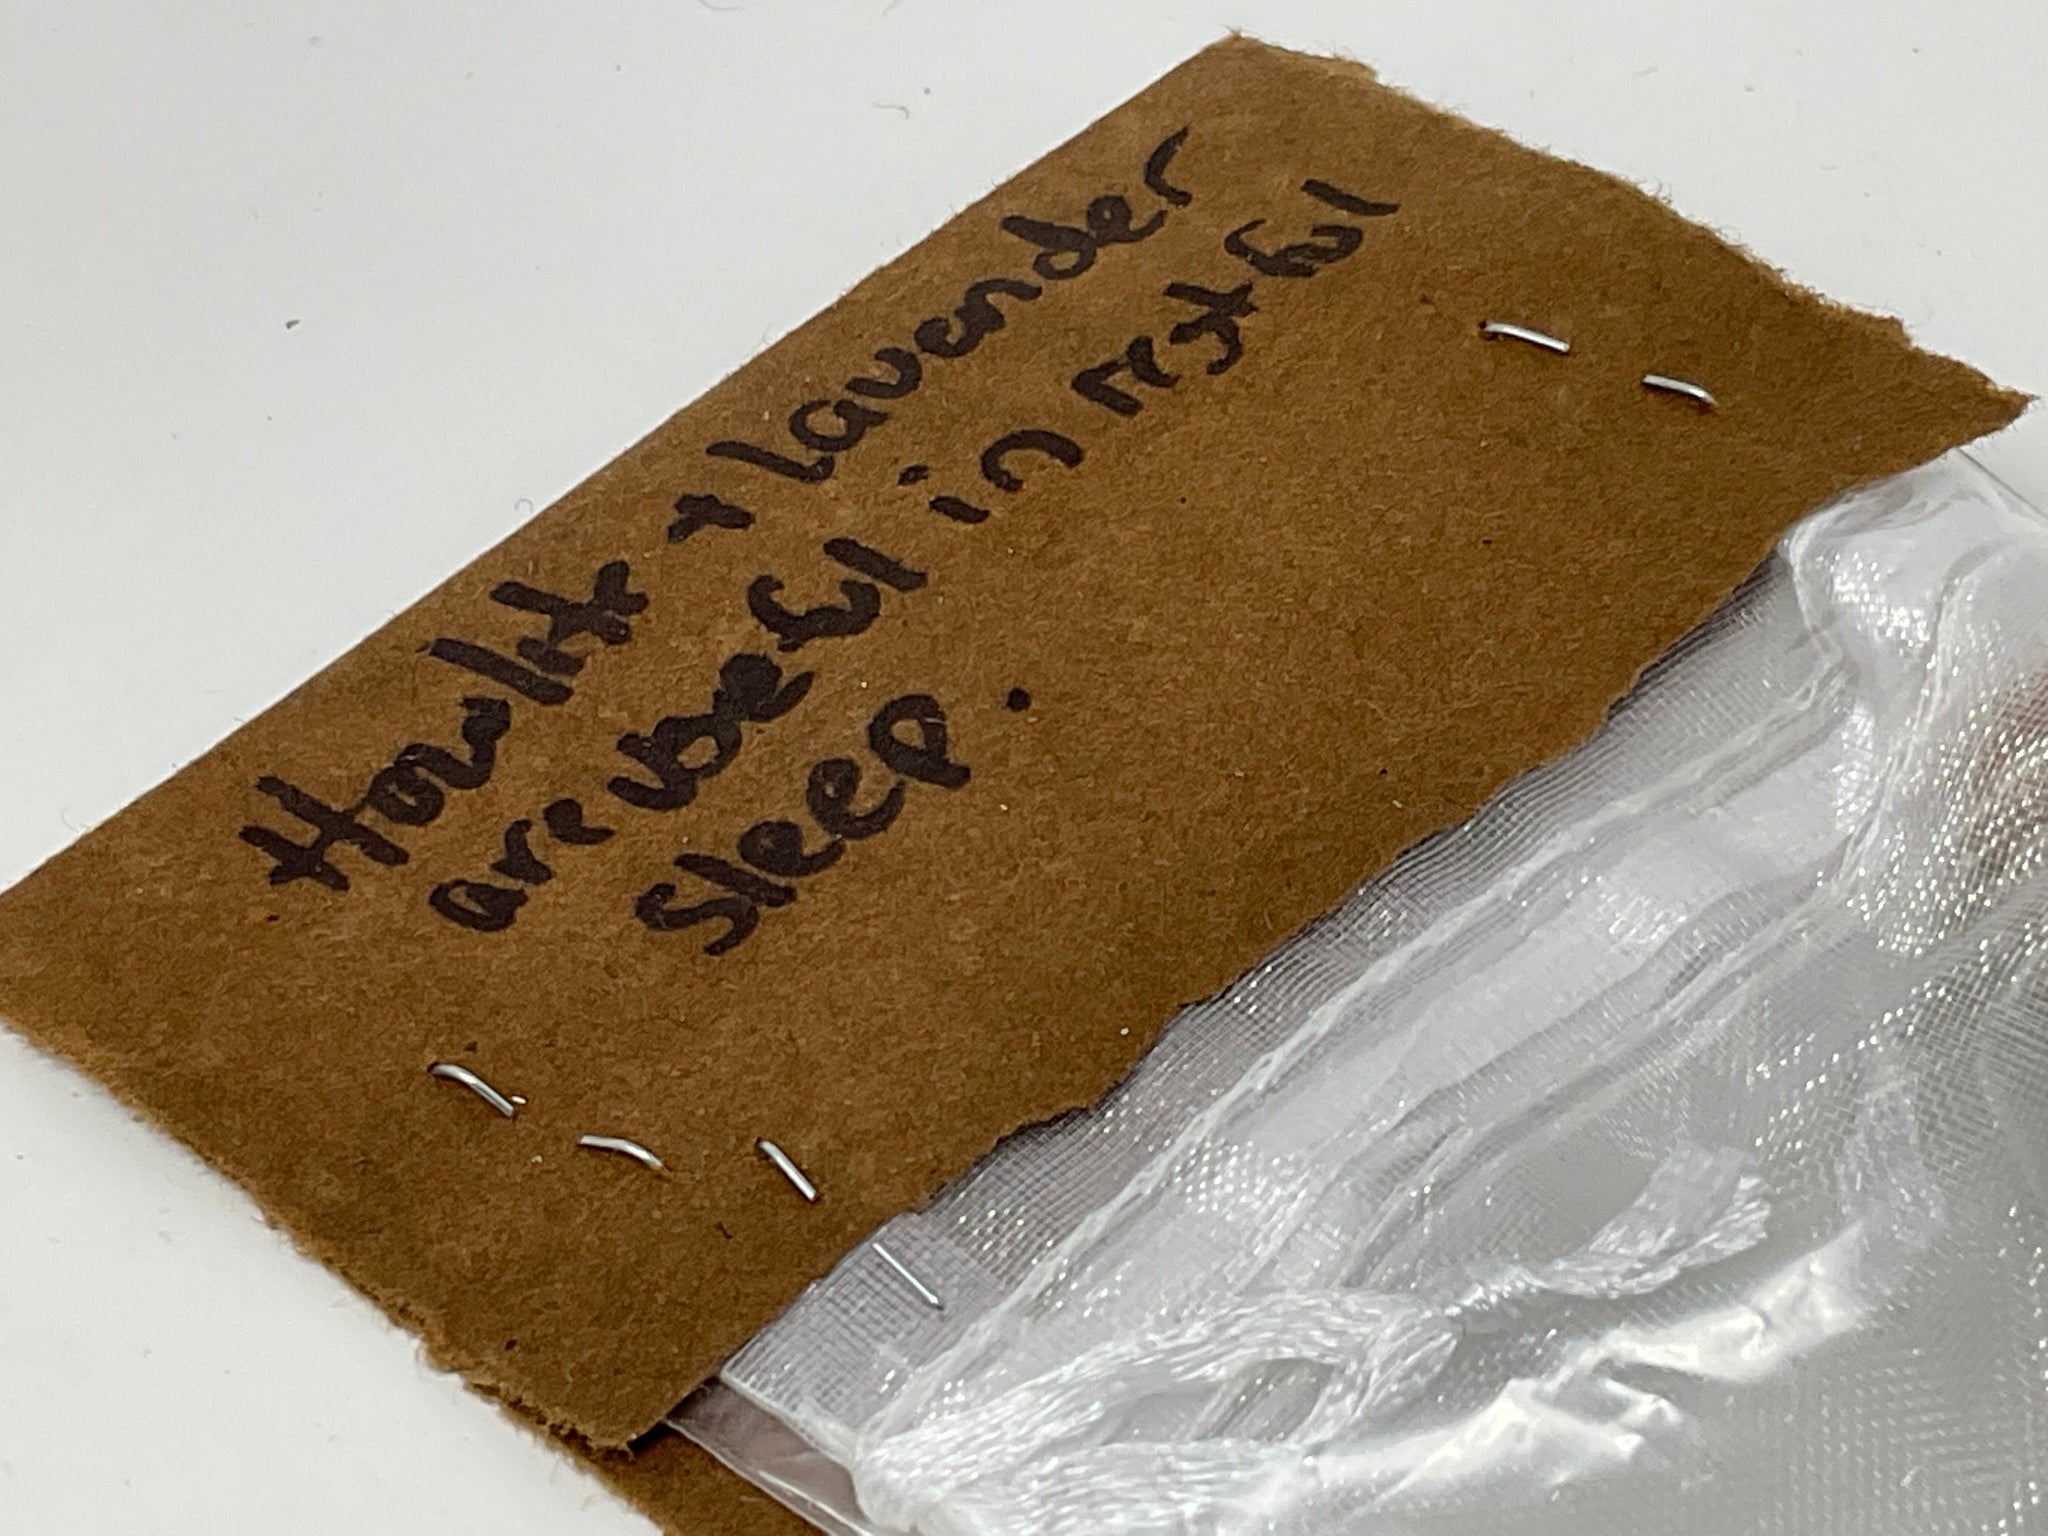 Howlite + lavender
are useful in restful
sleep.